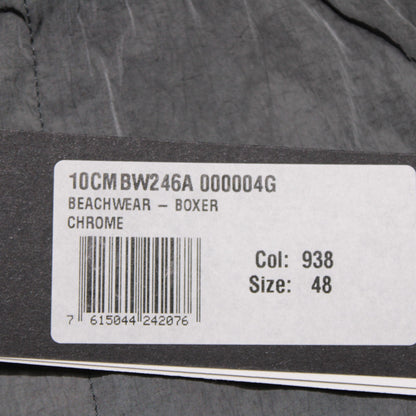 10CMBW246A 000004G
BEACHWEAR – BOXER
CHROME
Col: 938
Size: 48
7 615044 242076